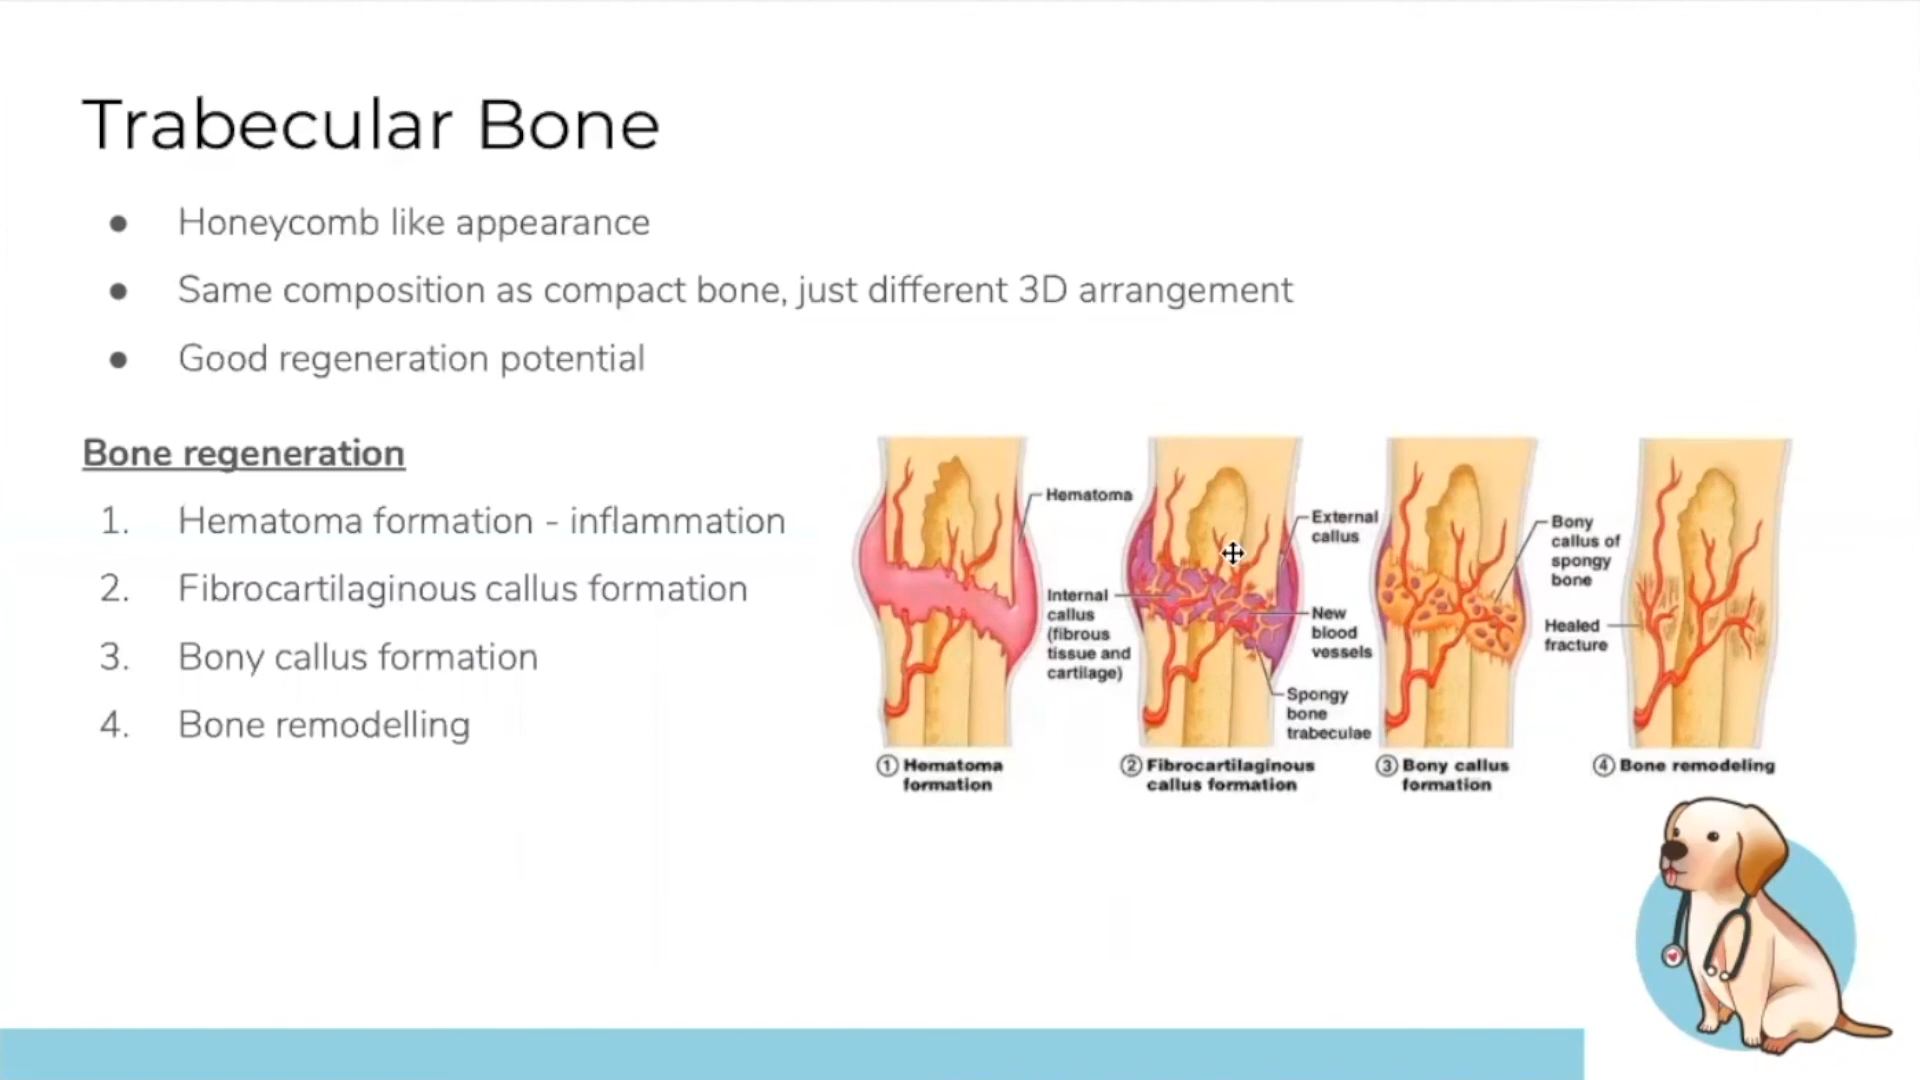 Trabecular Bone
● Honeycomb like appearance
● Same composition as compact bone, just different 3D arrangement
● Good regeneration potential
Bone regeneration
1. Hematoma formation - inflammation
2. Fibrocartilaginous callus formation
3. Bony callus formation
4. Bone remodelling
Hematoma
Internal
callus
(fibrous
tissue and
cartilage)
External
callus
New
blood
vessels
Spongy
bone
trabeculae
Bony
callus of
spongy
bone
Healed
fracture
① Hematoma
formation
② Fibrocartilaginous
callus formation
③ Bony callus
formation
④ Bone remodeling